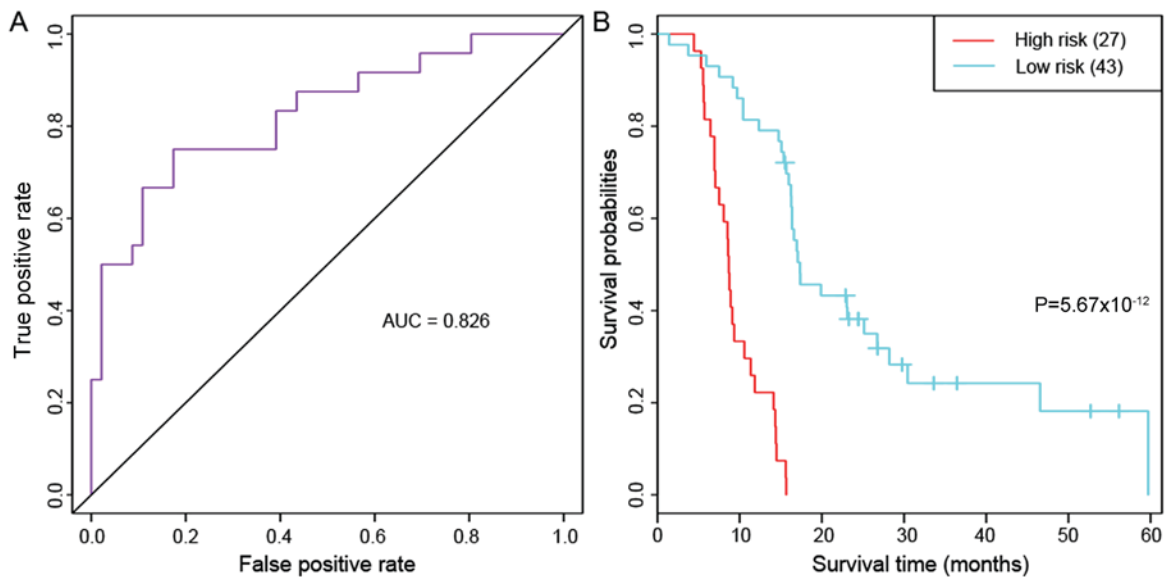 A
True positive rate
1.0
0.8
0.6
0.4
0.2
0.0
AUC = 0.826
0.0 0.2 0.4 0.6 0.8 1.0
False positive rate
B
High risk (27)
Low risk (43)
Survival probabilities
1.0
0.8
0.6
0.4
0.2
0.0
P=5.67x10⁻¹²
0 10 20 30 40 50 60
Survival time (months)